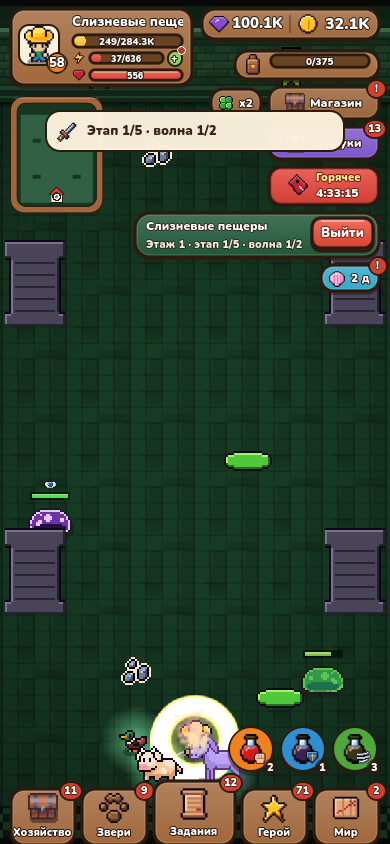 Слизневые пеще
100.1K
32.1K
249/284.3K
58
37/636
556
0/375
x2
Магазин
!
Этап 1/5 · волна 1/2
13
Горячее
4:33:15
Слизневые пещеры
Этаж 1 · этап 1/5 · волна 1/2
Выйти
2 д
!
2
1
3
11
Хозяйство
9
Звери
12
Задания
71
Герой
2
Мир